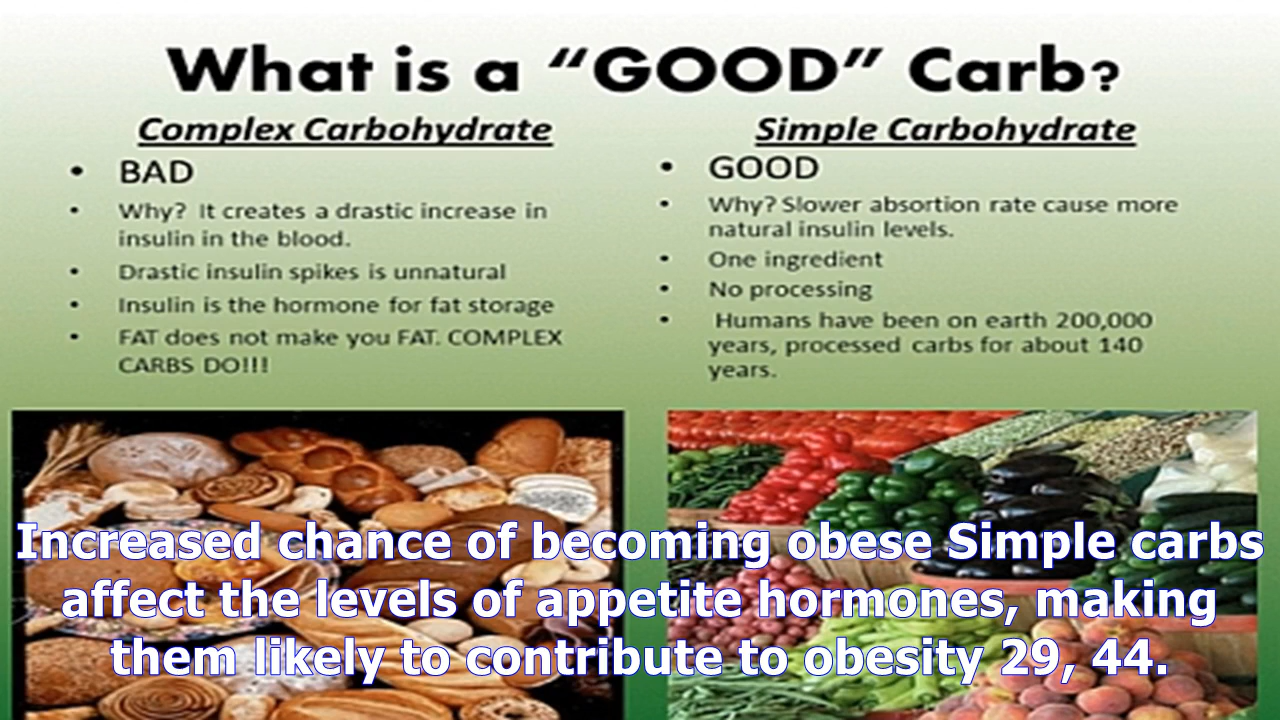 What is a “GOOD” Carb?
Complex Carbohydrate
• BAD
• Why? It creates a drastic increase in
insulin in the blood.
• Drastic insulin spikes is unnatural
• Insulin is the hormone for fat storage
• FAT does not make you FAT. COMPLEX
CARBS DO!!!
Simple Carbohydrate
• GOOD
• Why? Slower absortion rate cause more
natural insulin levels.
• One ingredient
• No processing
• Humans have been on earth 200,000
years, processed carbs for about 140
years.
Increased chance of becoming obese Simple carbs
affect the levels of appetite hormones, making
them likely to contribute to obesity 29, 44.